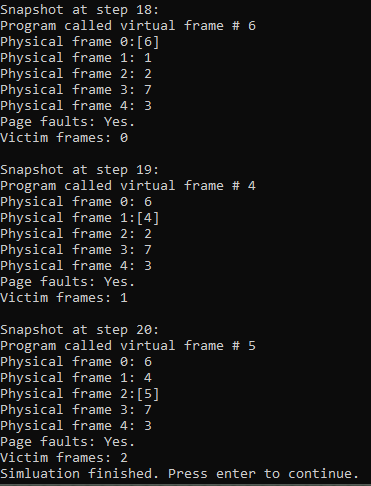 Snapshot at step 18:
Program called virtual frame # 6
Physical frame 0:[6]
Physical frame 1: 1
Physical frame 2: 2
Physical frame 3: 7
Physical frame 4: 3
Page faults: Yes.
Victim frames: 0
Snapshot at step 19:
Program called virtual frame # 4
Physical frame 0: 6
Physical frame 1:[4]
Physical frame 2: 2
Physical frame 3: 7
Physical frame 4: 3
Page faults: Yes.
Victim frames: 1
Snapshot at step 20:
Program called virtual frame # 5
Physical frame 0: 6
Physical frame 1: 4
Physical frame 2:[5]
Physical frame 3: 7
Physical frame 4: 3
Page faults: Yes.
Victim frames: 2
Simluation finished. Press enter to continue.